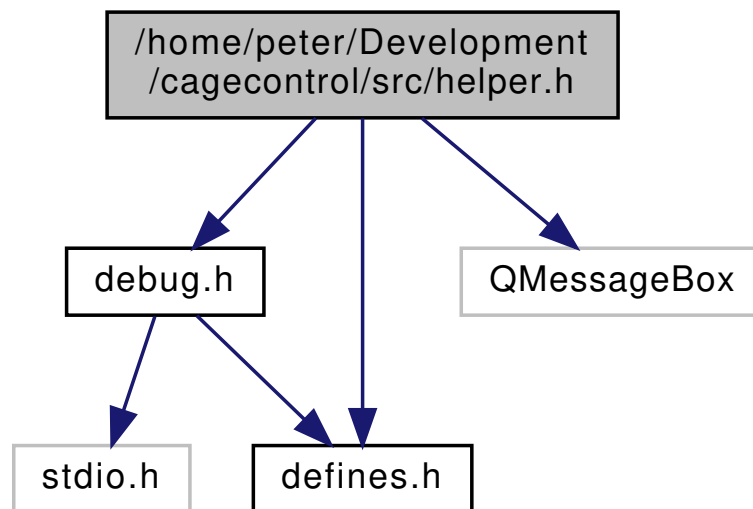 /home/peter/Development
/cagecontrol/src/helper.h
debug.h
QMessageBox
stdio.h
defines.h